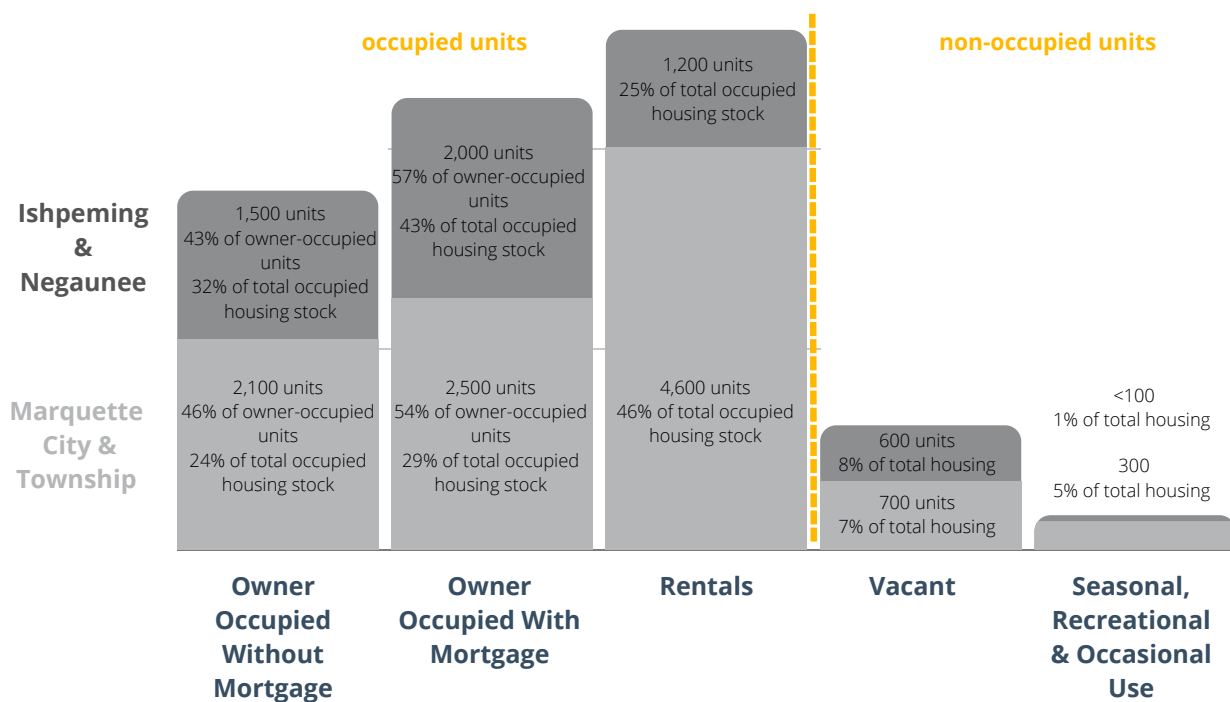 occupied units
non-occupied units
Ishpeming
&
Negaunee
Marquette
City &
Township
1,500 units
43% of owner-occupied
units
32% of total occupied
housing stock
2,100 units
46% of owner-occupied
units
24% of total occupied
housing stock
2,000 units
57% of owner-occupied
units
43% of total occupied
housing stock
2,500 units
54% of owner-occupied
units
29% of total occupied
housing stock
1,200 units
25% of total occupied
housing stock
4,600 units
46% of total occupied
housing stock
600 units
8% of total housing
700 units
7% of total housing
<100
1% of total housing
300
5% of total housing
Owner
Occupied
Without
Mortgage
Owner
Occupied With
Mortgage
Rentals
Vacant
Seasonal,
Recreational
& Occasional
Use